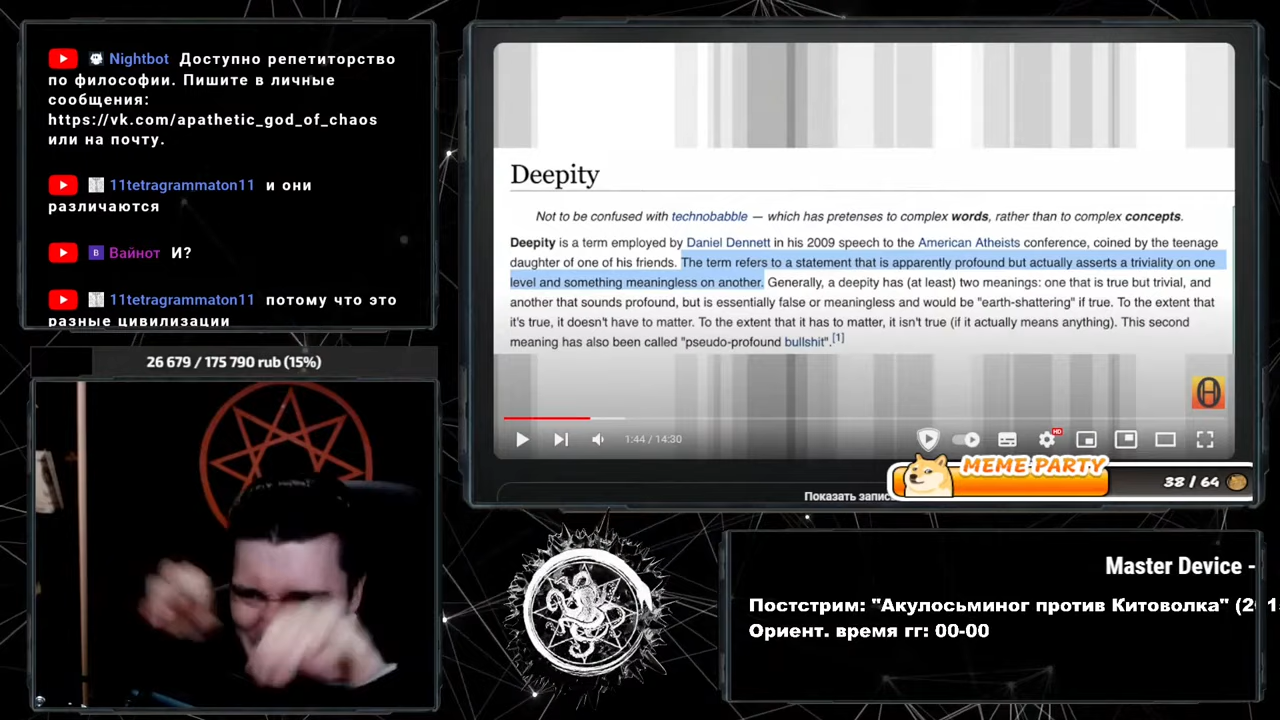 Nightbot Доступно репетиторство
по философии. Пишите в личные
сообщения:
https://vk.com/apathetic_god_of_chaos
или на почту.
11tetragrammaton11 и они
различаются
В Вайнот И?
11tetragrammaton11 потому что это
разные цивилизации
26 679 / 175 790 rub (15%)
Deepity
Not to be confused with technobabble — which has pretenses to complex words, rather than to complex concepts.
Deepity is a term employed by Daniel Dennett in his 2009 speech to the American Atheists conference, coined by the teenage
daughter of one of his friends. The term refers to a statement that is apparently profound but actually asserts a triviality on one
level and something meaningless on another. Generally, a deepity has (at least) two meanings: one that is true but trivial, and
another that sounds profound, but is essentially false or meaningless and would be "earth-shattering" if true. To the extent that
it's true, it doesn't have to matter. To the extent that it has to matter, it isn't true (if it actually means anything). This second
meaning has also been called "pseudo-profound bullshit".[1]
1:44 / 14:30
HD
MEME PARTY
38 / 64
Показать
Master Device -
Постстрим: "Акулосьминог против Китоволка"
Ориент. время гг: 00-00